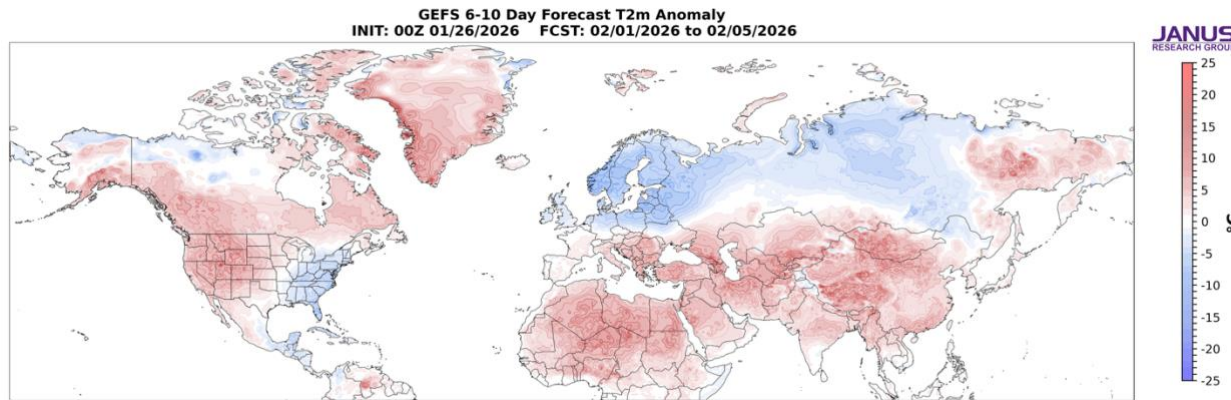 GEFS 6-10 Day Forecast T2m Anomaly
INIT: 00Z 01/26/2026 FCST: 02/01/2026 to 02/05/2026
JANUS
RESEARCH GROUP
25
20
15
10
5
0
-5
-10
-15
-20
-25
°C